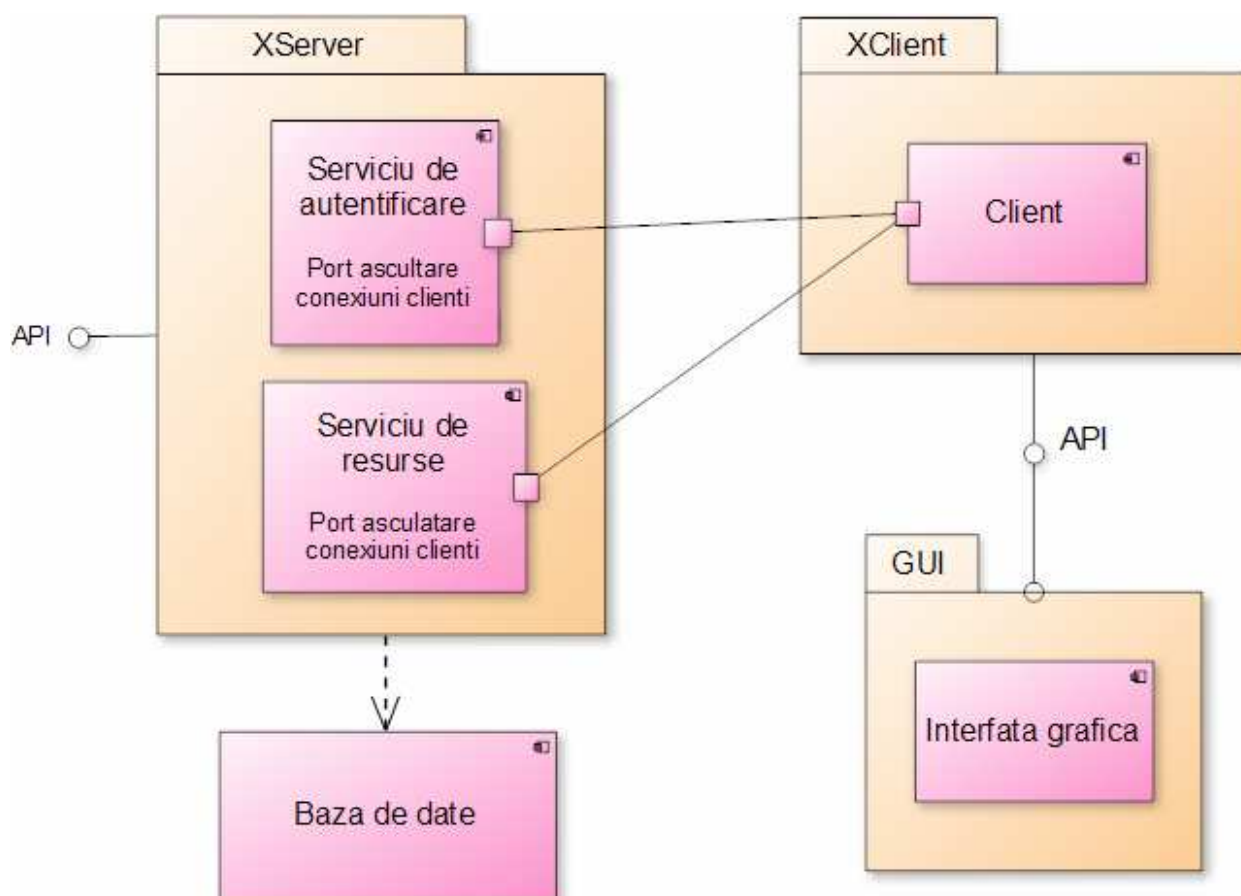 XServer
Serviciu de
autentificare
Port ascultare
conexiuni clienti
API
Serviciu de
resurse
Port asculatare
conexiuni clienti
Baza de date
XClient
Client
API
GUI
Interfata grafica